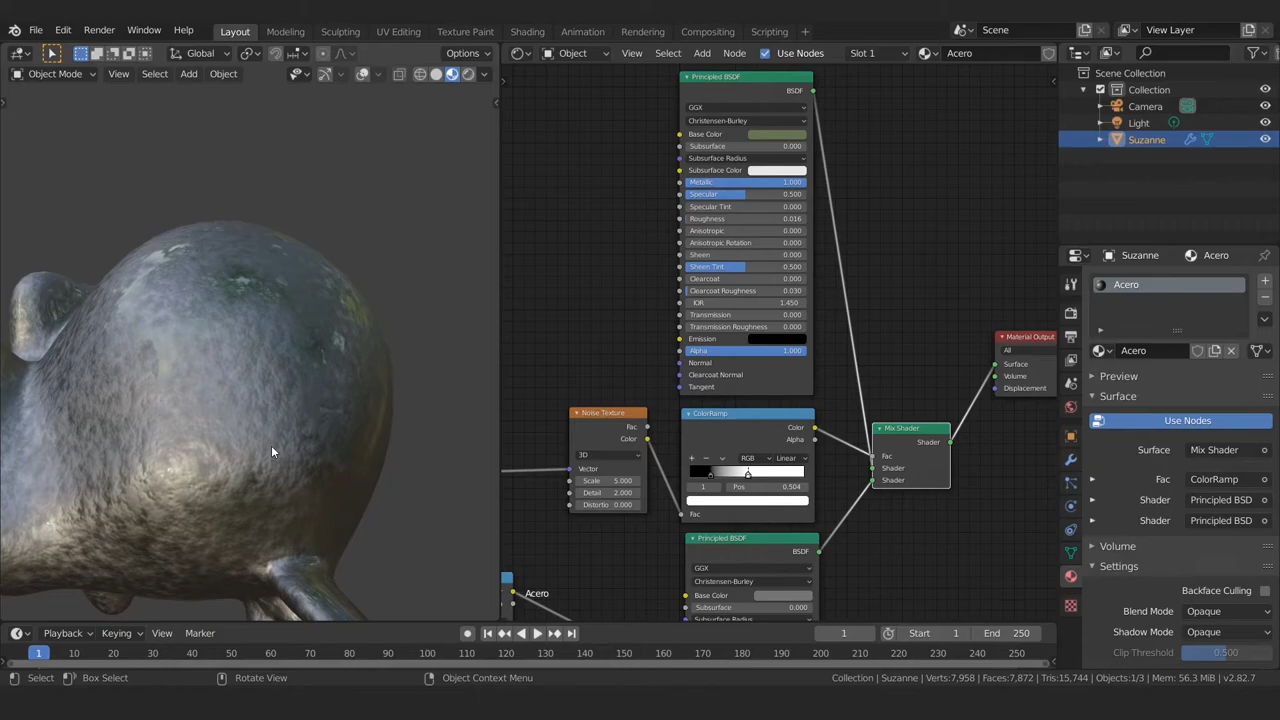 File Edit Render Window Help Layout Modeling Sculpting UV Editing Texture Paint Shading Animation Rendering Compositing Scripting + Scene View Layer
Global Options Object View Select Add Node Use Nodes Slot 1 Acero
Object Mode View Select Add Object
Scene Collection
Collection
Camera
Light
Suzanne
Principled BSDF
BSDF
GGX
Christensen-Burley
Base Color
Subsurface 0.000
Subsurface Radius
Subsurface Color
Metallic 1.000
Specular 0.500
Specular Tint 0.000
Roughness 0.016
Anisotropic 0.000
Anisotropic Rotation 0.000
Sheen 0.000
Sheen Tint 0.500
Clearcoat 0.000
Clearcoat Roughness 0.030
IOR 1.450
Transmission 0.000
Transmission Roughness 0.000
Emission
Alpha 1.000
Normal
Clearcoat Normal
Tangent
Noise Texture
Fac
Color
3D
Vector
Scale 5.000
Detail 2.000
Distortio 0.000
ColorRamp
Color
Alpha
+ − RGB Linear
1 Pos 0.504
Fac
Mix Shader
Shader
Fac
Shader
Shader
Material Output
All
Surface
Volume
Displacement
Principled BSDF
BSDF
GGX
Christensen-Burley
Base Color
Subsurface 0.000
Subsurface Radius
Acero
Suzanne Acero
Acero
Acero
Preview
Surface
Use Nodes
Surface Mix Shader
Fac ColorRamp
Shader Principled BSD
Shader Principled BSD
Volume
Settings
Backface Culling
Blend Mode Opaque
Shadow Mode Opaque
Clip Threshold 0.500
Playback Keying View Marker 1 Start 1 End 250
1 10 20 30 40 50 60 70 80 90 100 110 120 130 140 150 160 170 180 190 200 210 220 230 240 250
Select Box Select Rotate View Object Context Menu Collection | Suzanne | Verts:7,958 | Faces:7,872 | Tris:15,744 | Objects:1/3 | Mem: 56.3 MiB | v2.82.7